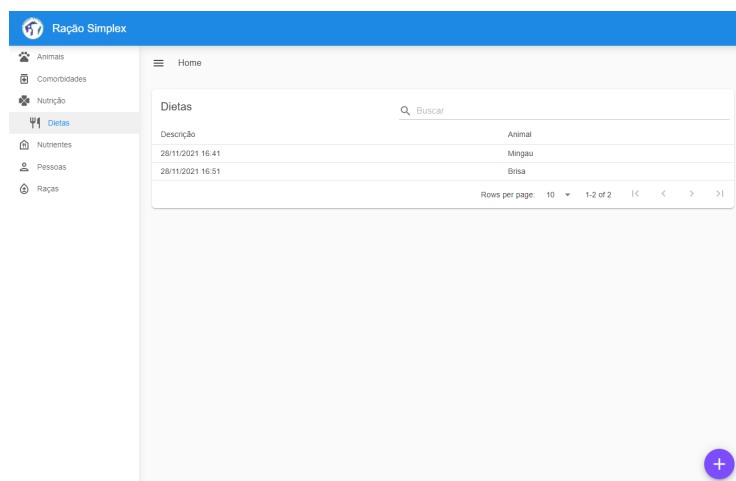 Ração Simplex
Animais
Comorbidades
Nutrição
Dietas
Nutrientes
Pessoas
Raças
Home
Dietas
Buscar
Descrição Animal
28/11/2021 16:41 Mingau
28/11/2021 16:51 Brisa
Rows per page: 10 1-2 of 2